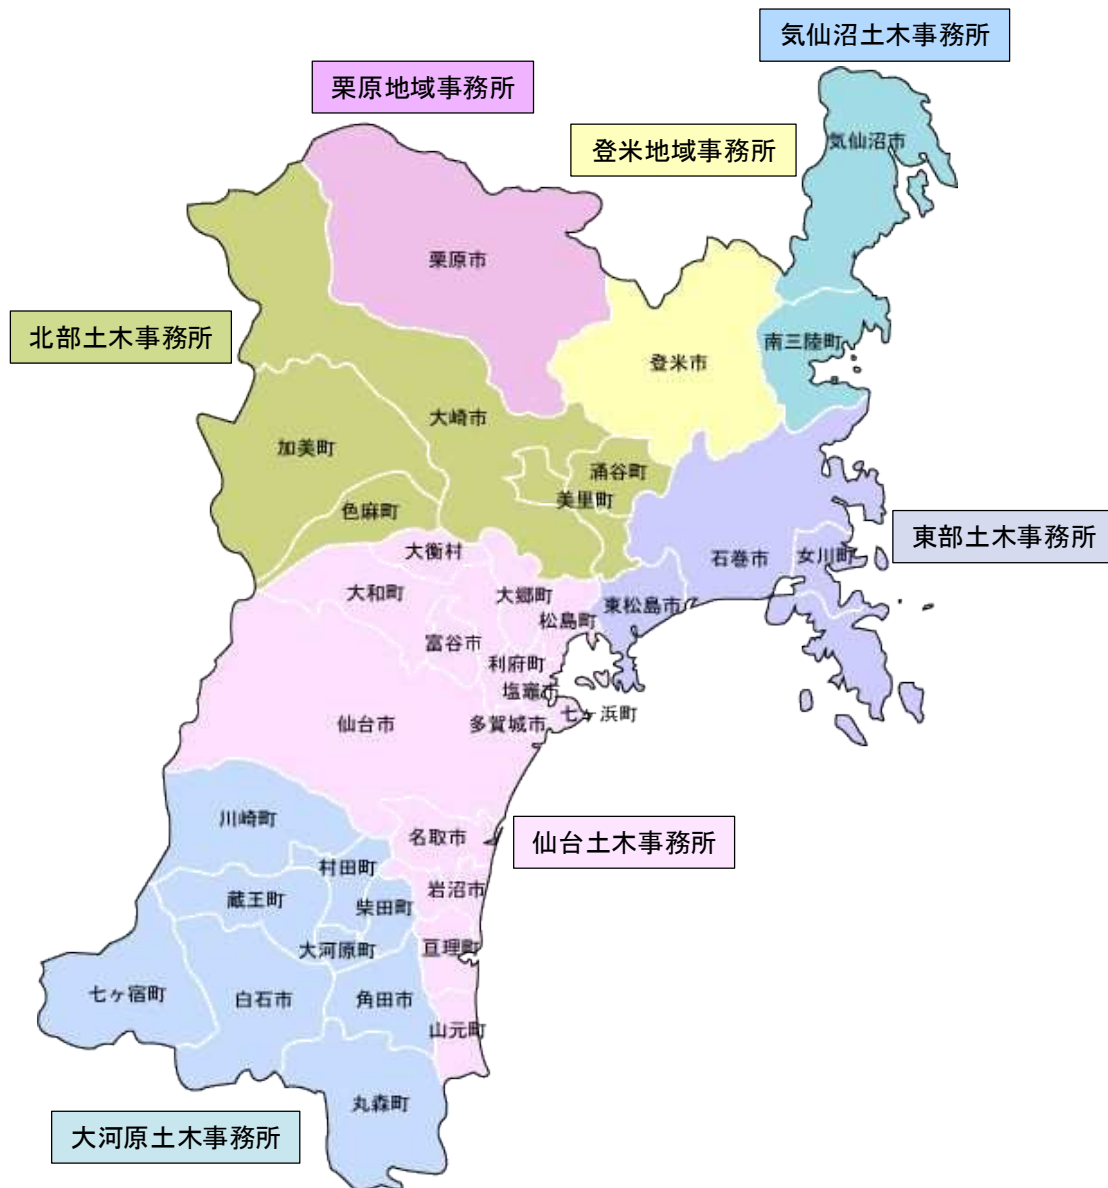 気仙沼土木事務所
栗原地域事務所
登米地域事務所
気仙沼市
栗原市
北部土木事務所
南三陸町
登米市
大崎市
加美町
涌谷町
美里町
色麻町
東部土木事務所
大衡村
石巻市
女川町
大和町
大郷町
東松島市
松島町
富谷市
利府町
塩竈市
七ヶ浜町
仙台市
多賀城市
川崎町
名取市
仙台土木事務所
村田町
岩沼市
蔵王町
柴田町
大河原町
亘理町
七ヶ宿町
白石市
角田市
山元町
丸森町
大河原土木事務所